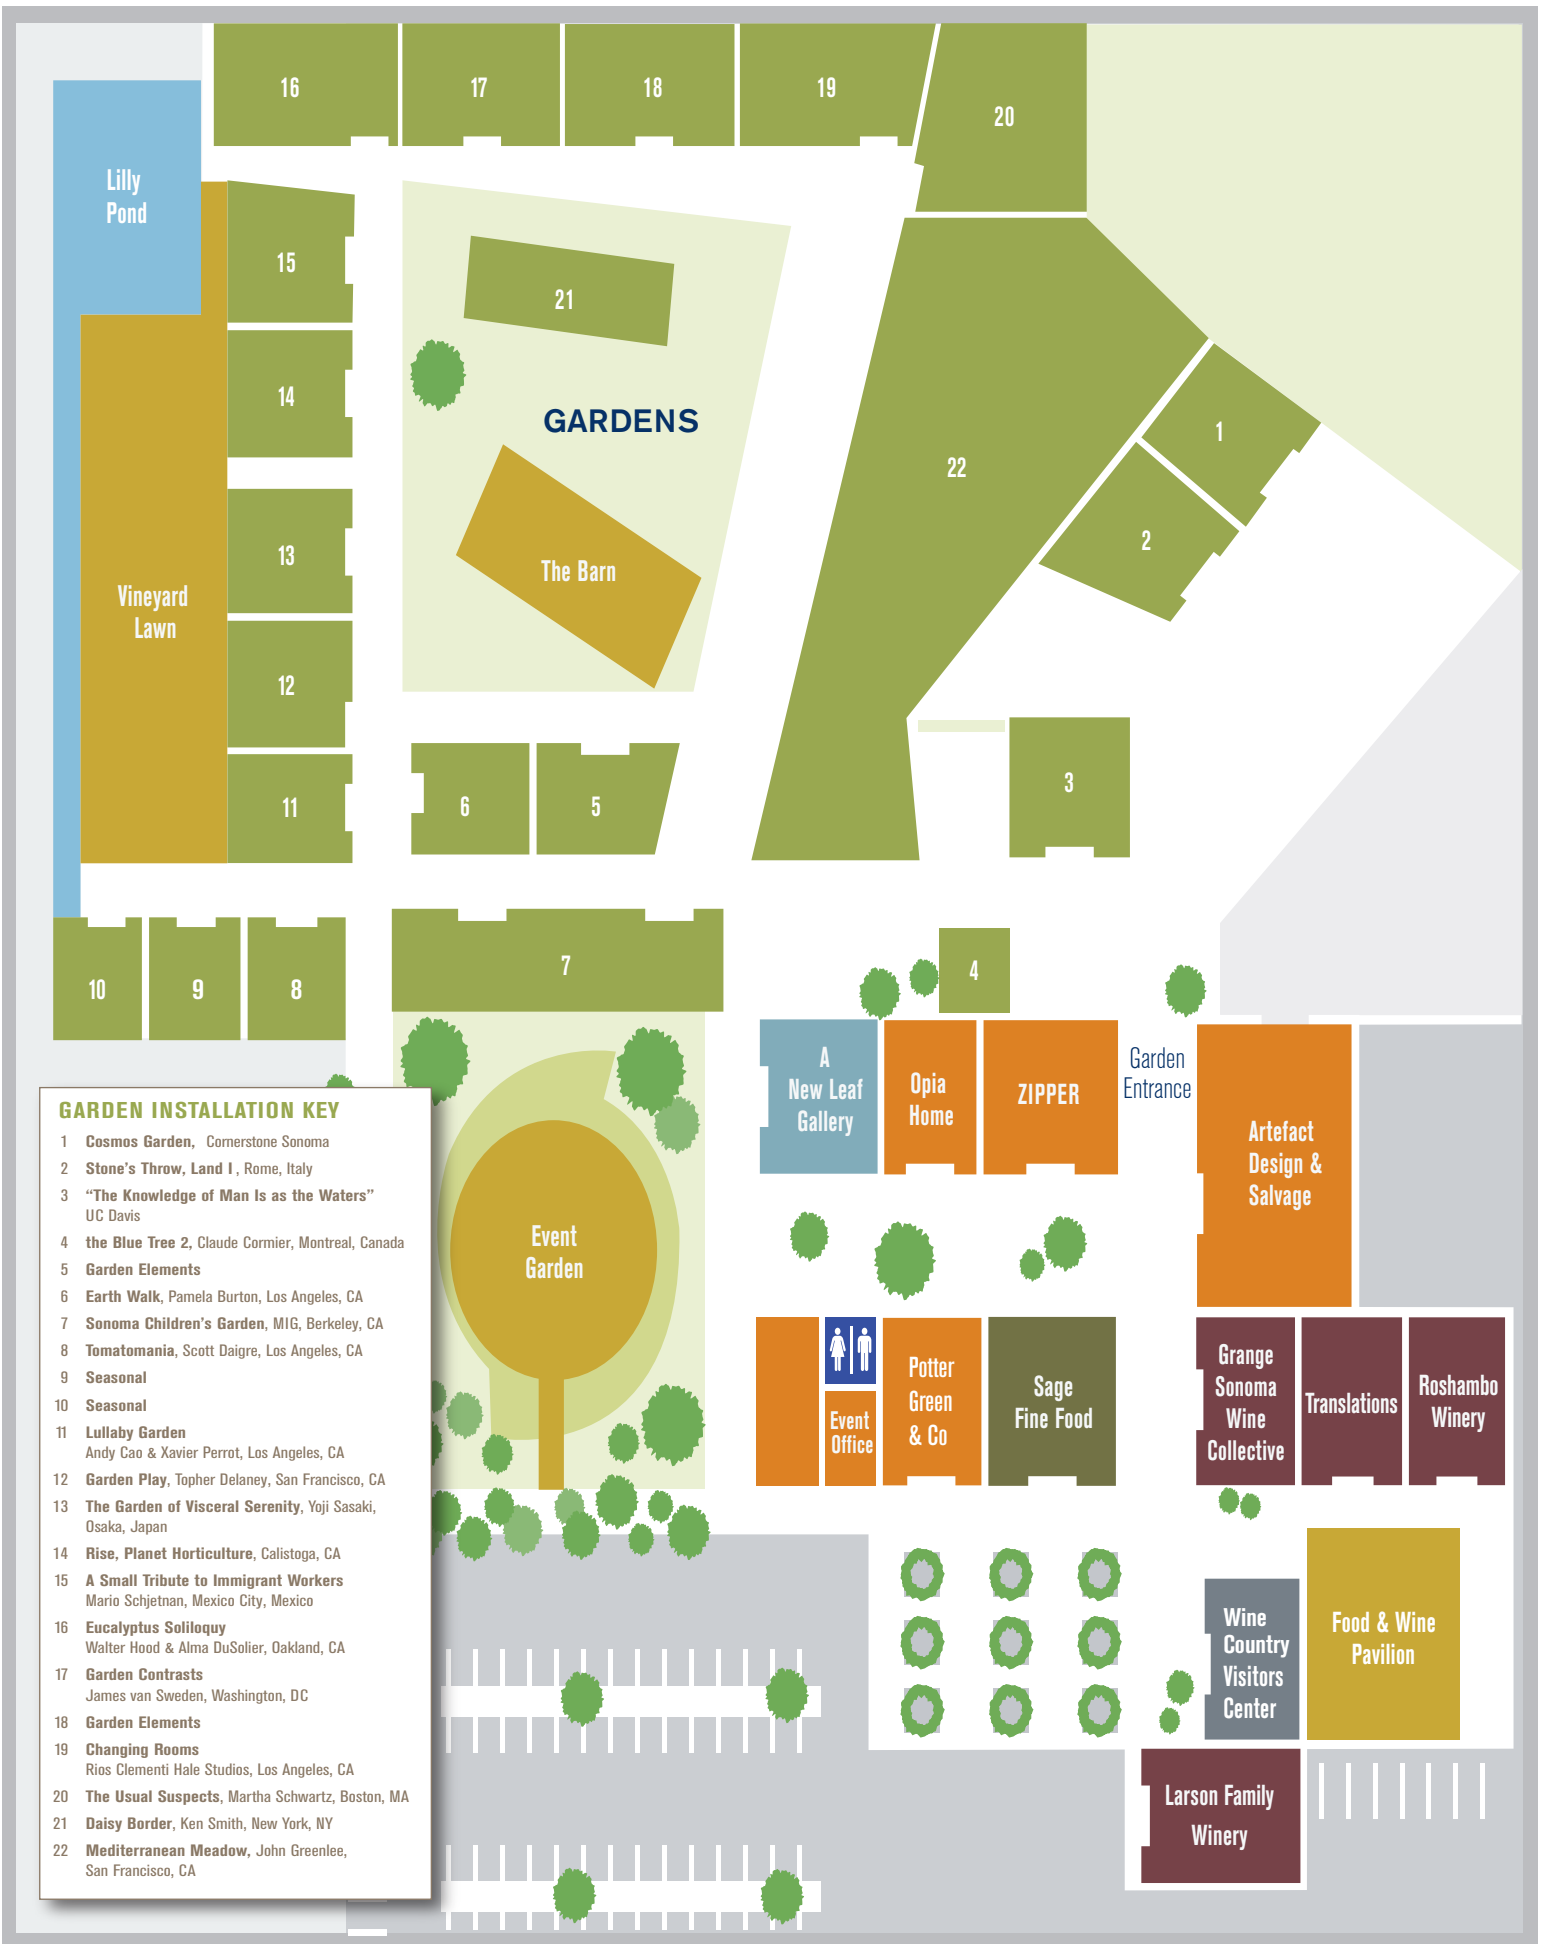 16
17
18
19
20
Lilly
Pond
15
21
14
GARDENS
1
22
2
13
The Barn
Vineyard
Lawn
12
3
11
6
5
7
4
10
9
8
A
New Leaf
Gallery
Opia
Home
ZIPPER
Garden
Entrance
Artefact
Design &
Salvage
Event
Garden
Event
Office
Potter
Green
& Co
Sage
Fine Food
Grange
Sonoma
Wine
Collective
Translations
Roshambo
Winery
Wine
Country
Visitors
Center
Food & Wine
Pavilion
Larson Family
Winery
GARDEN INSTALLATION KEY
1 Cosmos Garden, Cornerstone Sonoma
2 Stone's Throw, Land I , Rome, Italy
3 “The Knowledge of Man Is as the Waters”
UC Davis
4 the Blue Tree 2, Claude Cormier, Montreal, Canada
5 Garden Elements
6 Earth Walk, Pamela Burton, Los Angeles, CA
7 Sonoma Children's Garden, MIG, Berkeley, CA
8 Tomatomania, Scott Daigre, Los Angeles, CA
9 Seasonal
10 Seasonal
11 Lullaby Garden
Andy Cao & Xavier Perrot, Los Angeles, CA
12 Garden Play, Topher Delaney, San Francisco, CA
13 The Garden of Visceral Serenity, Yoji Sasaki,
Osaka, Japan
14 Rise, Planet Horticulture, Calistoga, CA
15 A Small Tribute to Immigrant Workers
Mario Schjetnan, Mexico City, Mexico
16 Eucalyptus Soliloquy
Walter Hood & Alma DuSolier, Oakland, CA
17 Garden Contrasts
James van Sweden, Washington, DC
18 Garden Elements
19 Changing Rooms
Rios Clementi Hale Studios, Los Angeles, CA
20 The Usual Suspects, Martha Schwartz, Boston, MA
21 Daisy Border, Ken Smith, New York, NY
22 Mediterranean Meadow, John Greenlee,
San Francisco, CA